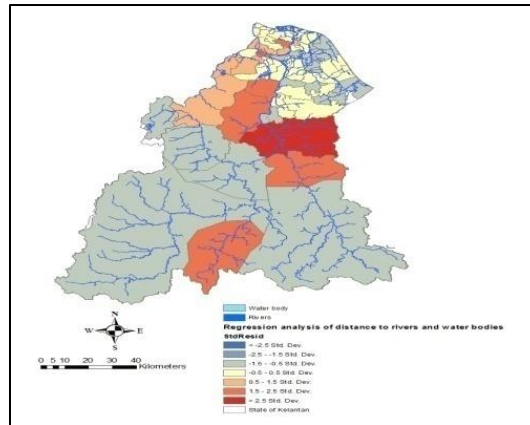 N
W E
S
0 5 10 20 30 40
Kilometers
Water body
Rivers
Regression analysis of distance to rivers and water bodies
StdResid
< -2.5 Std. Dev.
-2.5 - -1.5 Std. Dev.
-1.5 - -0.5 Std. Dev.
-0.5 - 0.5 Std. Dev.
0.5 - 1.5 Std. Dev.
1.5 - 2.5 Std. Dev.
> 2.5 Std. Dev.
State of Kelantan